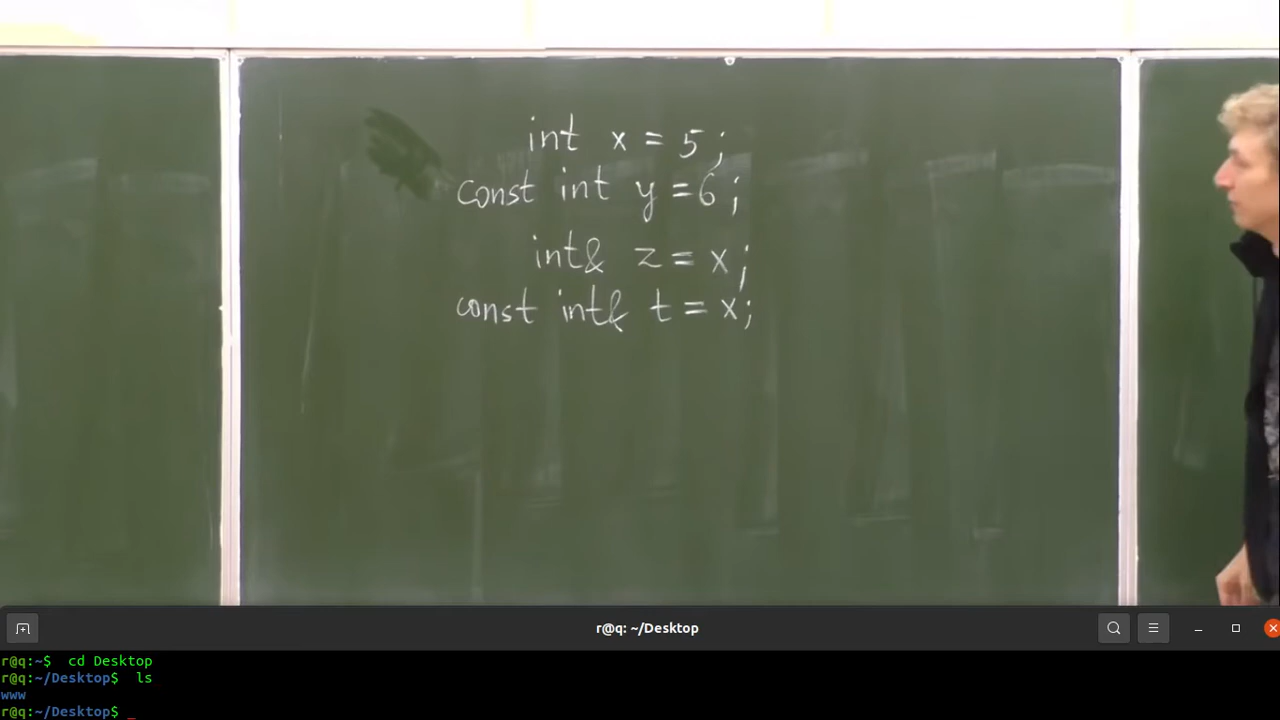 int x = 5;
const int y = 6;
int& z = x;
const int& t = x;
r@q: ~/Desktop
r@q:~$ cd Desktop
r@q:~/Desktop$ ls
www
r@q:~/Desktop$ _